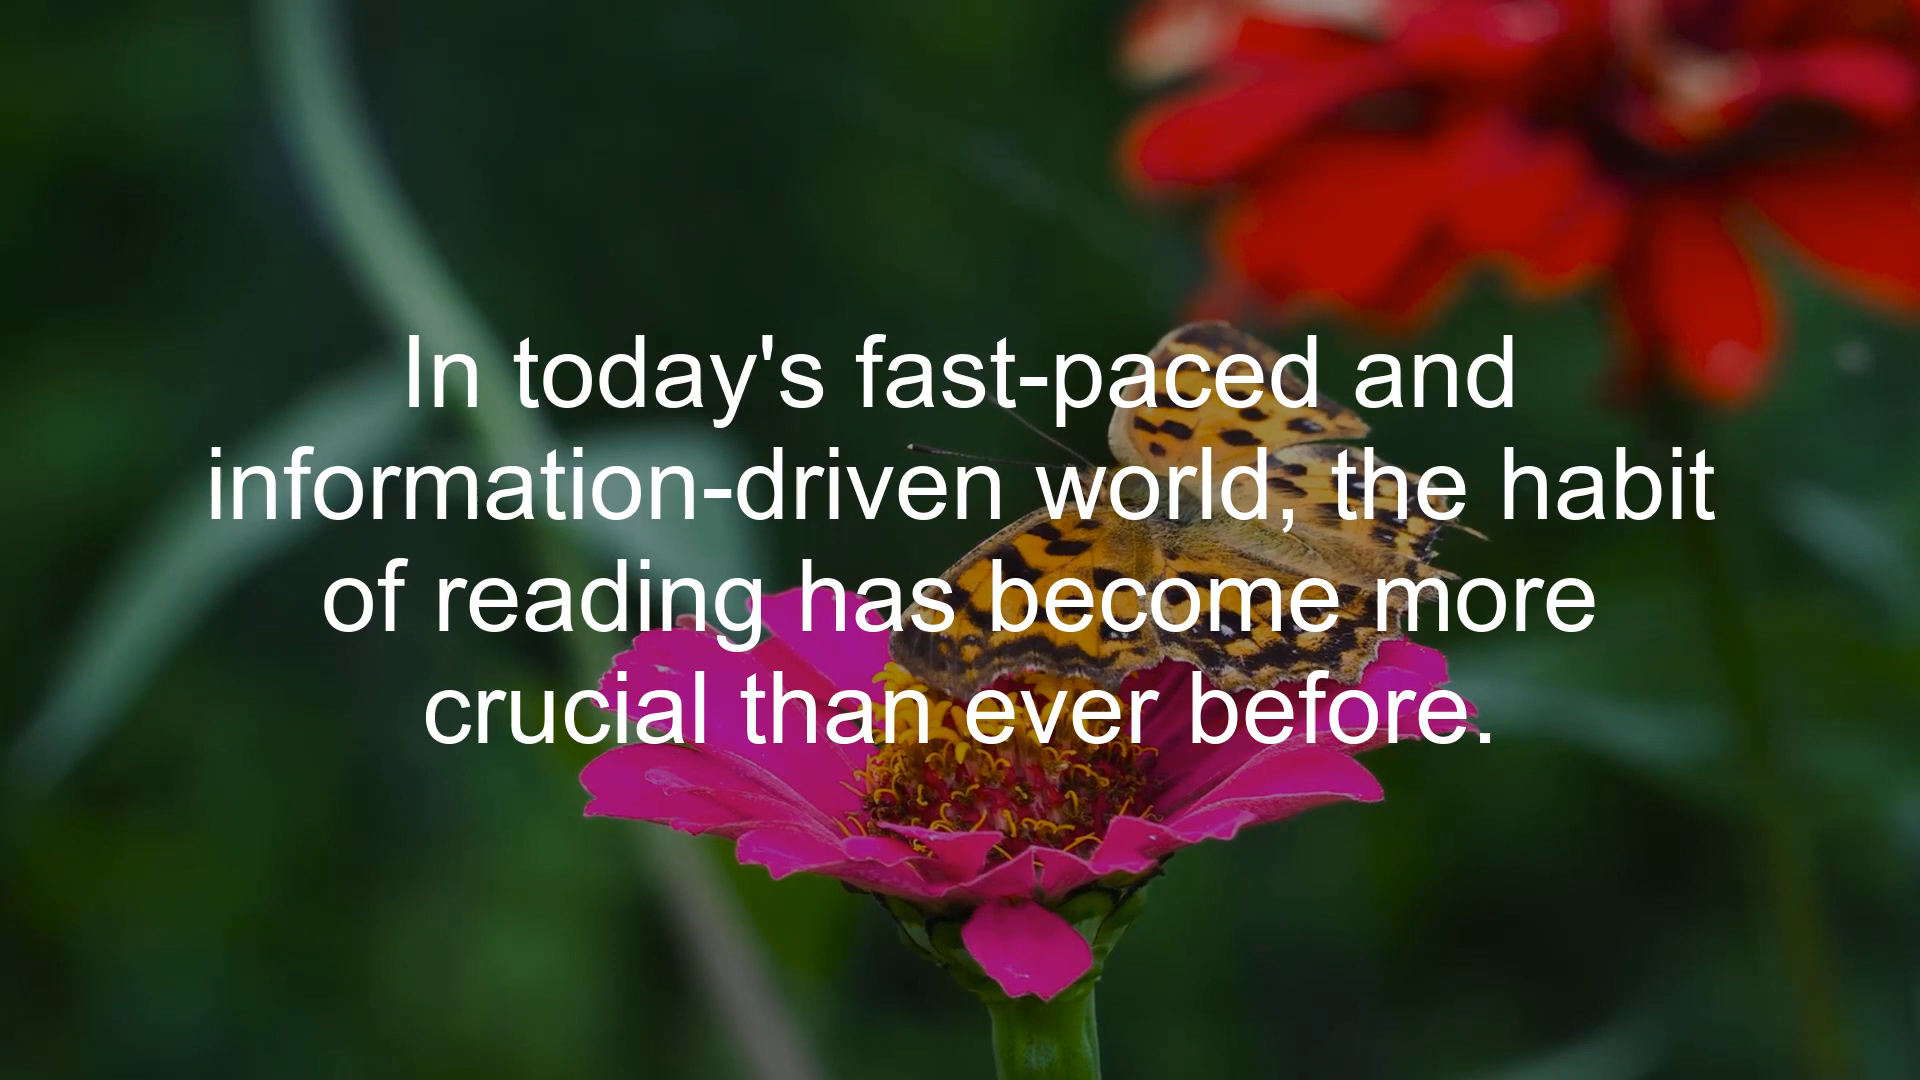 In today's fast-paced and
information-driven world, the habit
of reading has become more
crucial than ever before.